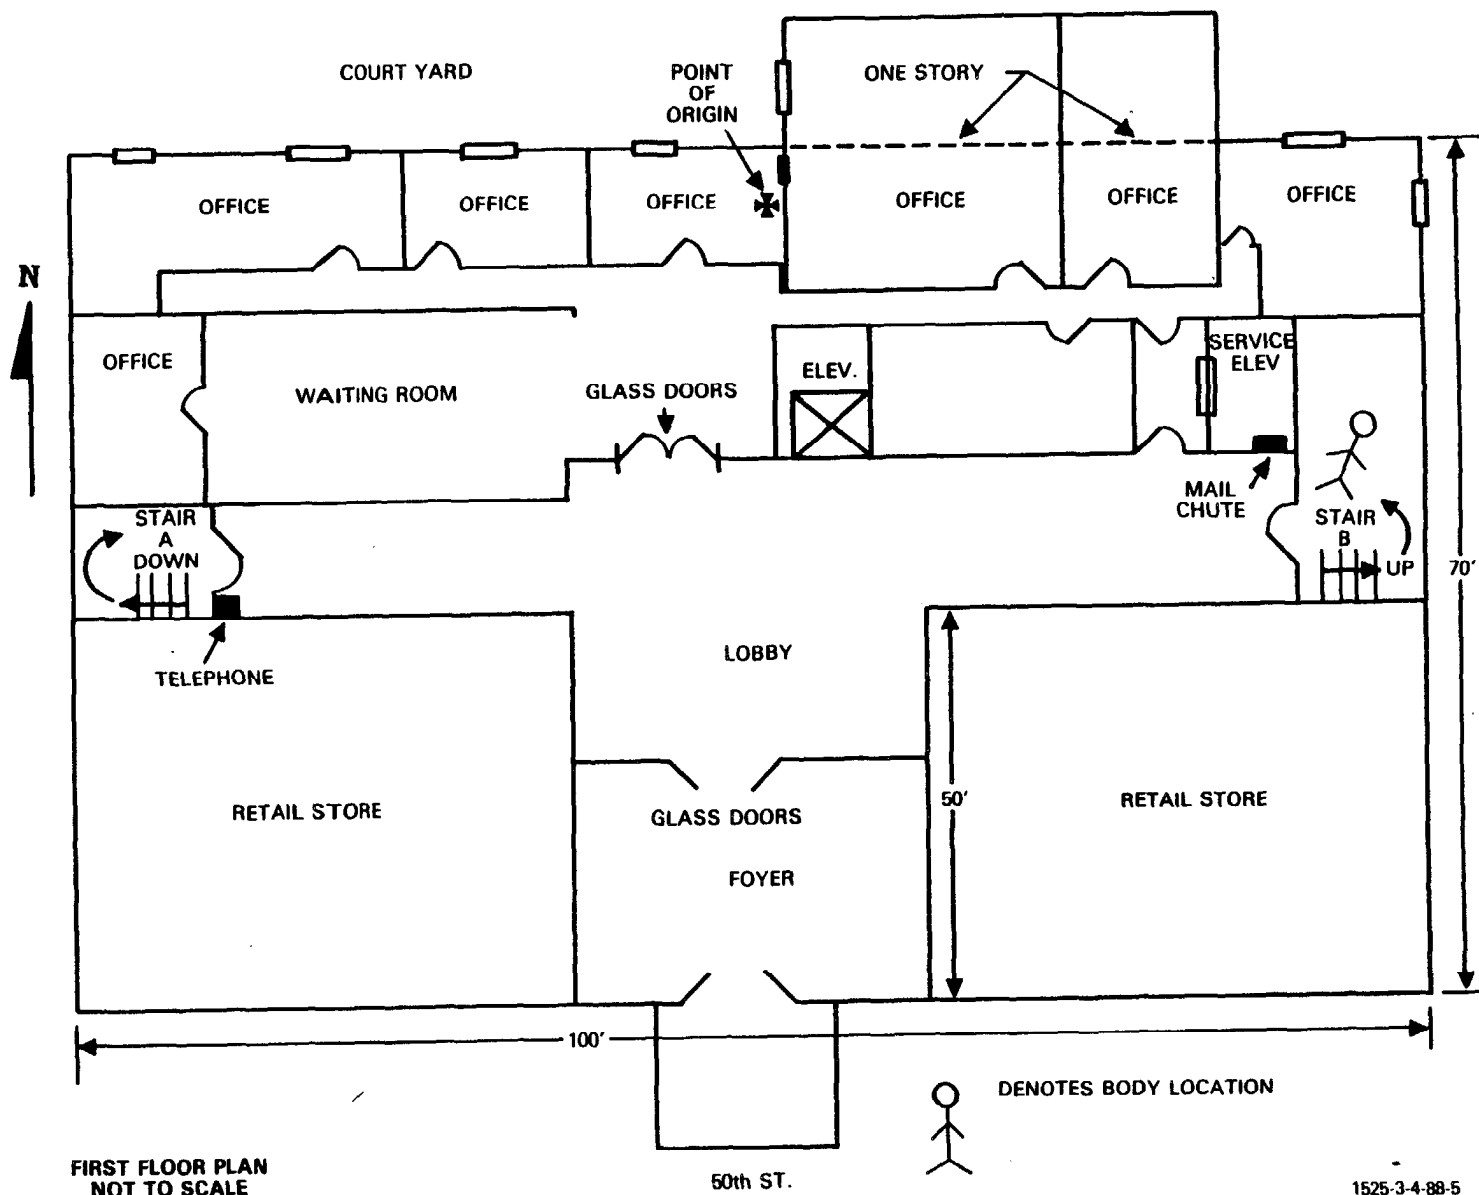 COURT YARD
POINT
OF
ORIGIN
ONE STORY
OFFICE
OFFICE
OFFICE
OFFICE
OFFICE
OFFICE
N
OFFICE
WAITING ROOM
GLASS DOORS
ELEV.
SERVICE
ELEV
MAIL
CHUTE
STAIR
A
DOWN
STAIR
B
UP
70'
TELEPHONE
LOBBY
RETAIL STORE
GLASS DOORS
50'
RETAIL STORE
FOYER
100'
DENOTES BODY LOCATION
FIRST FLOOR PLAN
NOT TO SCALE
50th ST.
1525-3-4-88-5